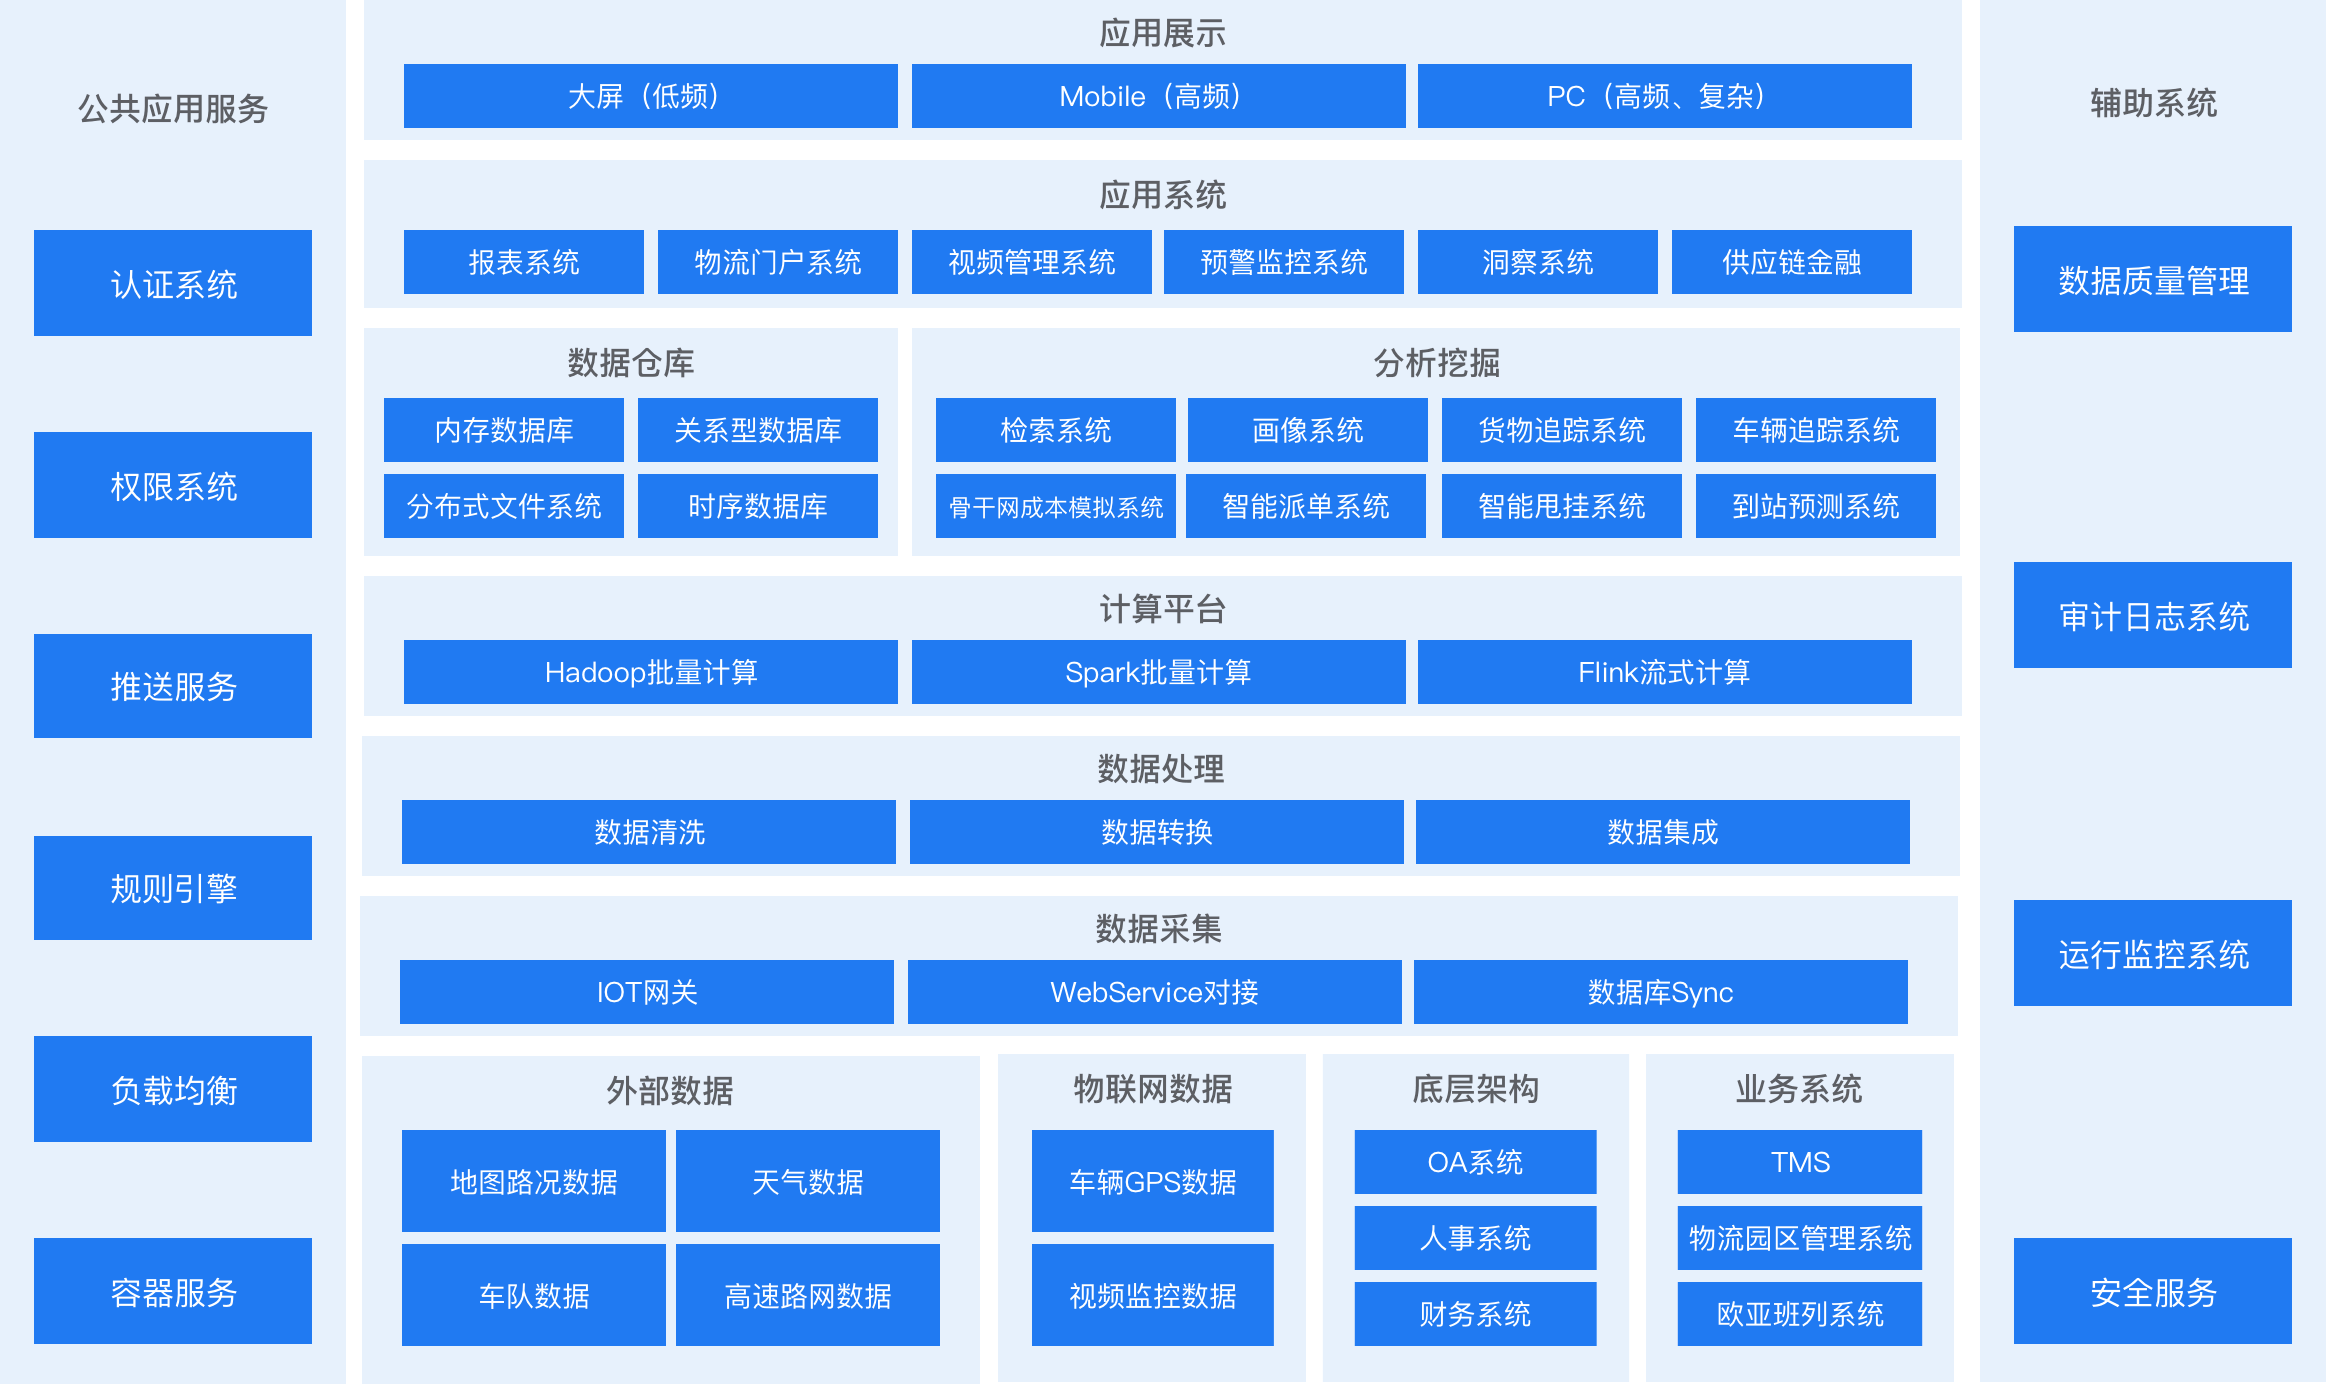 公共应用服务
认证系统
权限系统
推送服务
规则引擎
负载均衡
容器服务
应用展示
大屏（低频）
Mobile（高频）
PC（高频、复杂）
应用系统
报表系统
物流门户系统
视频管理系统
预警监控系统
洞察系统
供应链金融
数据仓库
内存数据库
关系型数据库
分布式文件系统
时序数据库
分析挖掘
检索系统
画像系统
货物追踪系统
车辆追踪系统
骨干网成本模拟系统
智能派单系统
智能甩挂系统
到站预测系统
计算平台
Hadoop批量计算
Spark批量计算
Flink流式计算
数据处理
数据清洗
数据转换
数据集成
数据采集
IOT网关
WebService对接
数据库Sync
外部数据
地图路况数据
天气数据
车队数据
高速路网数据
物联网数据
车辆GPS数据
视频监控数据
底层架构
OA系统
人事系统
财务系统
业务系统
TMS
物流园区管理系统
欧亚班列系统
辅助系统
数据质量管理
审计日志系统
运行监控系统
安全服务